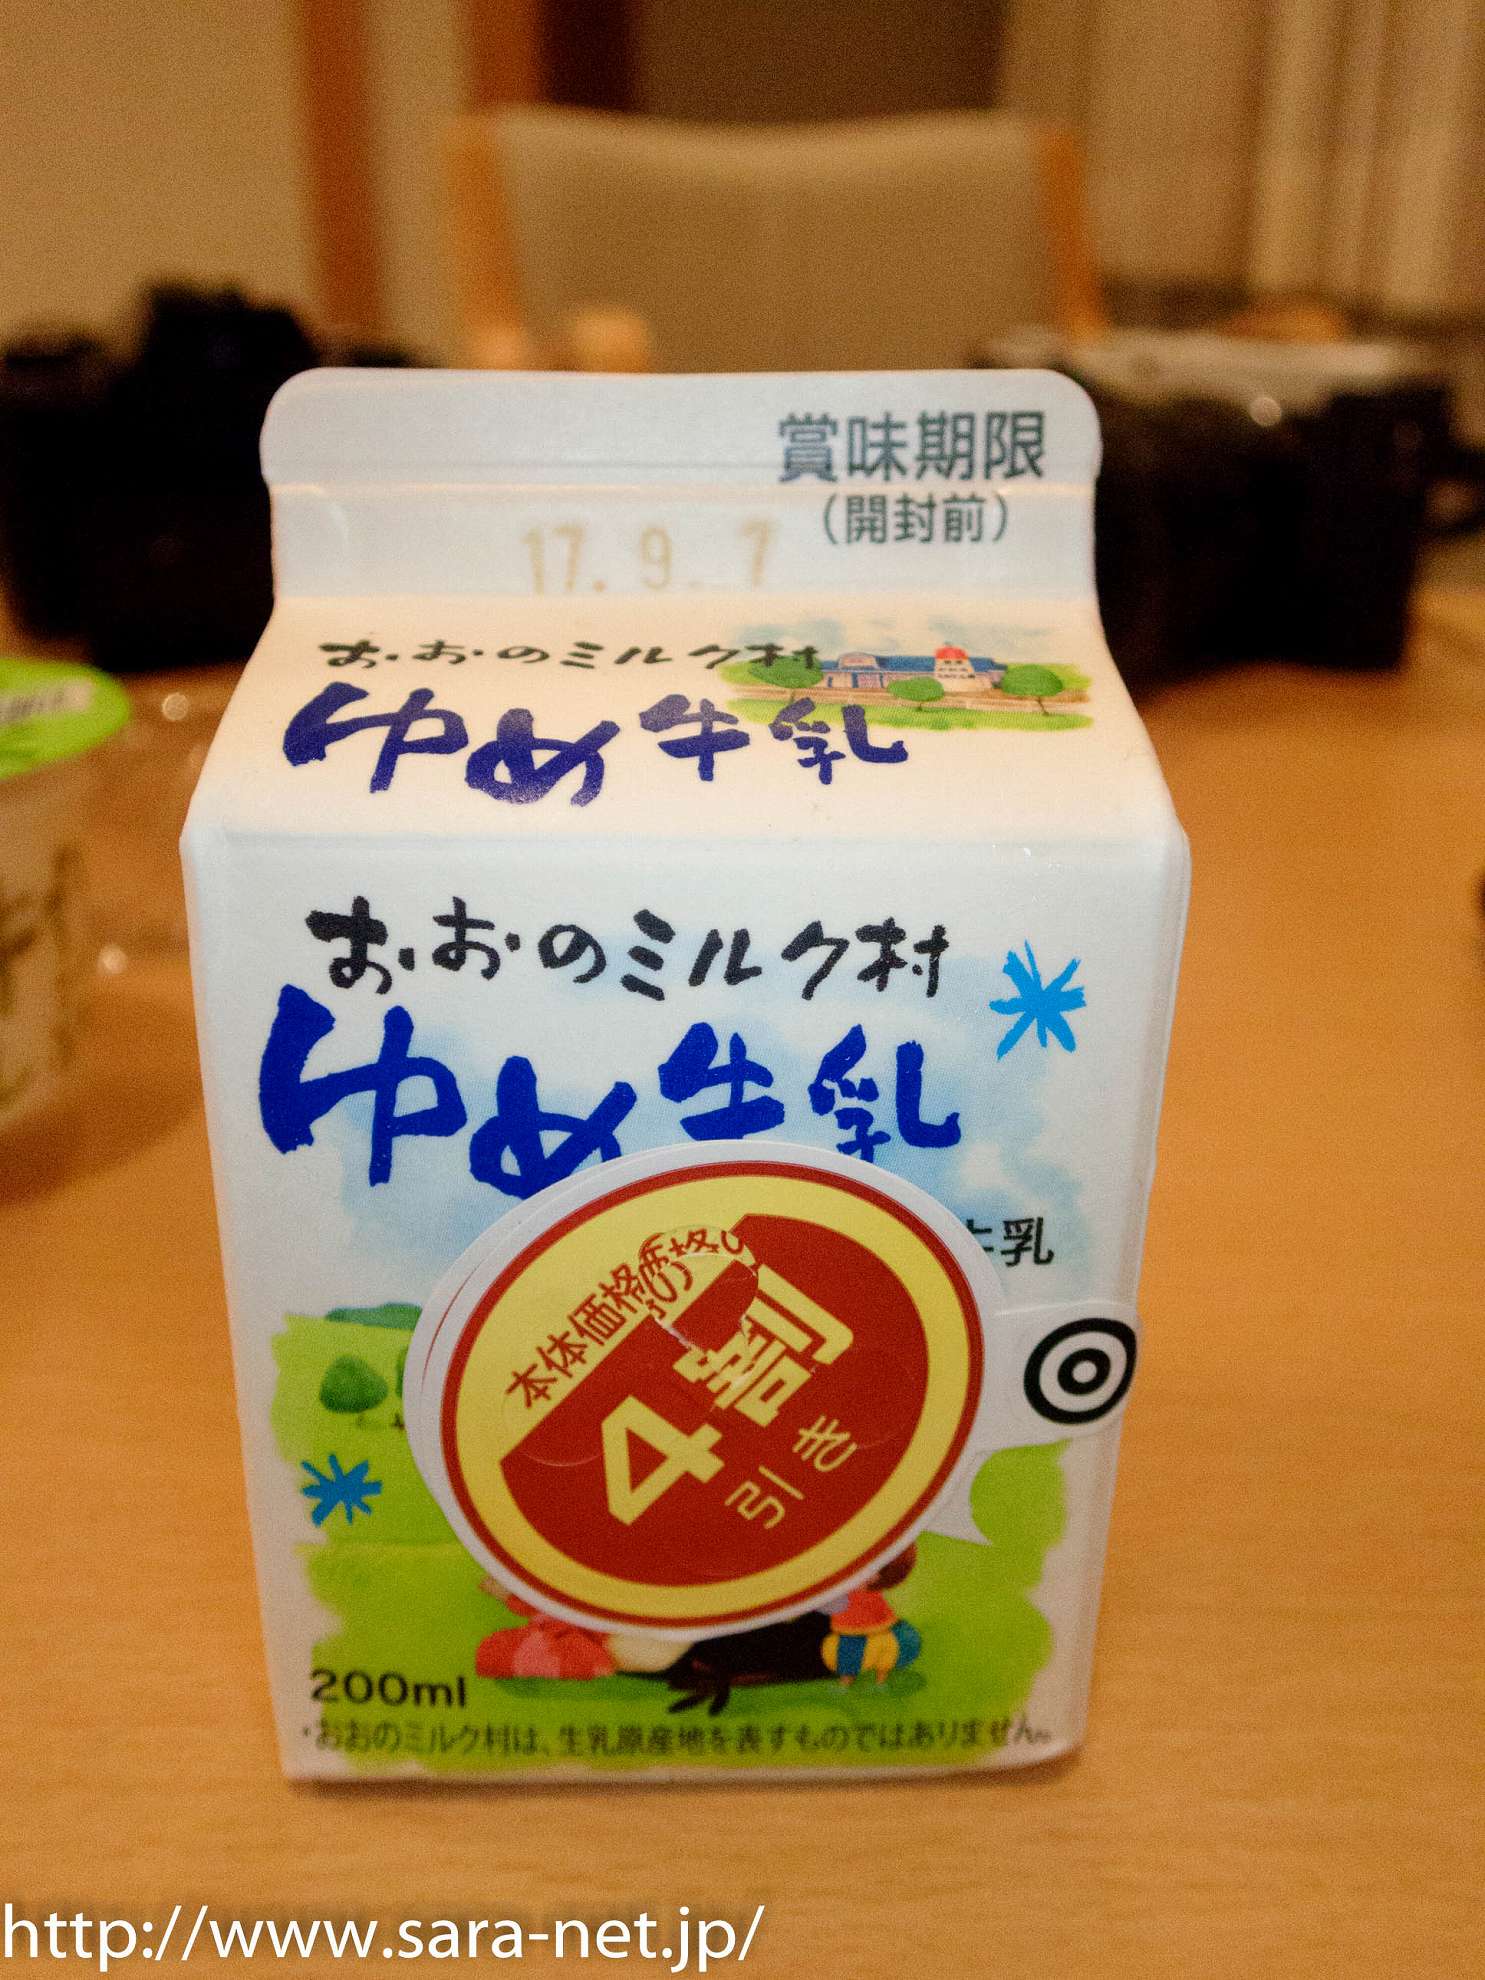 賞味期限
(開封前)
17.9.7
おおのミルク村
ゆめ牛乳
おおのミルク村
ゆめ牛乳
牛乳
本体価格の
4割
引き
200ml
・おおのミルク村は、生乳原産地を表すものではありません。
http://www.sara-net.jp/